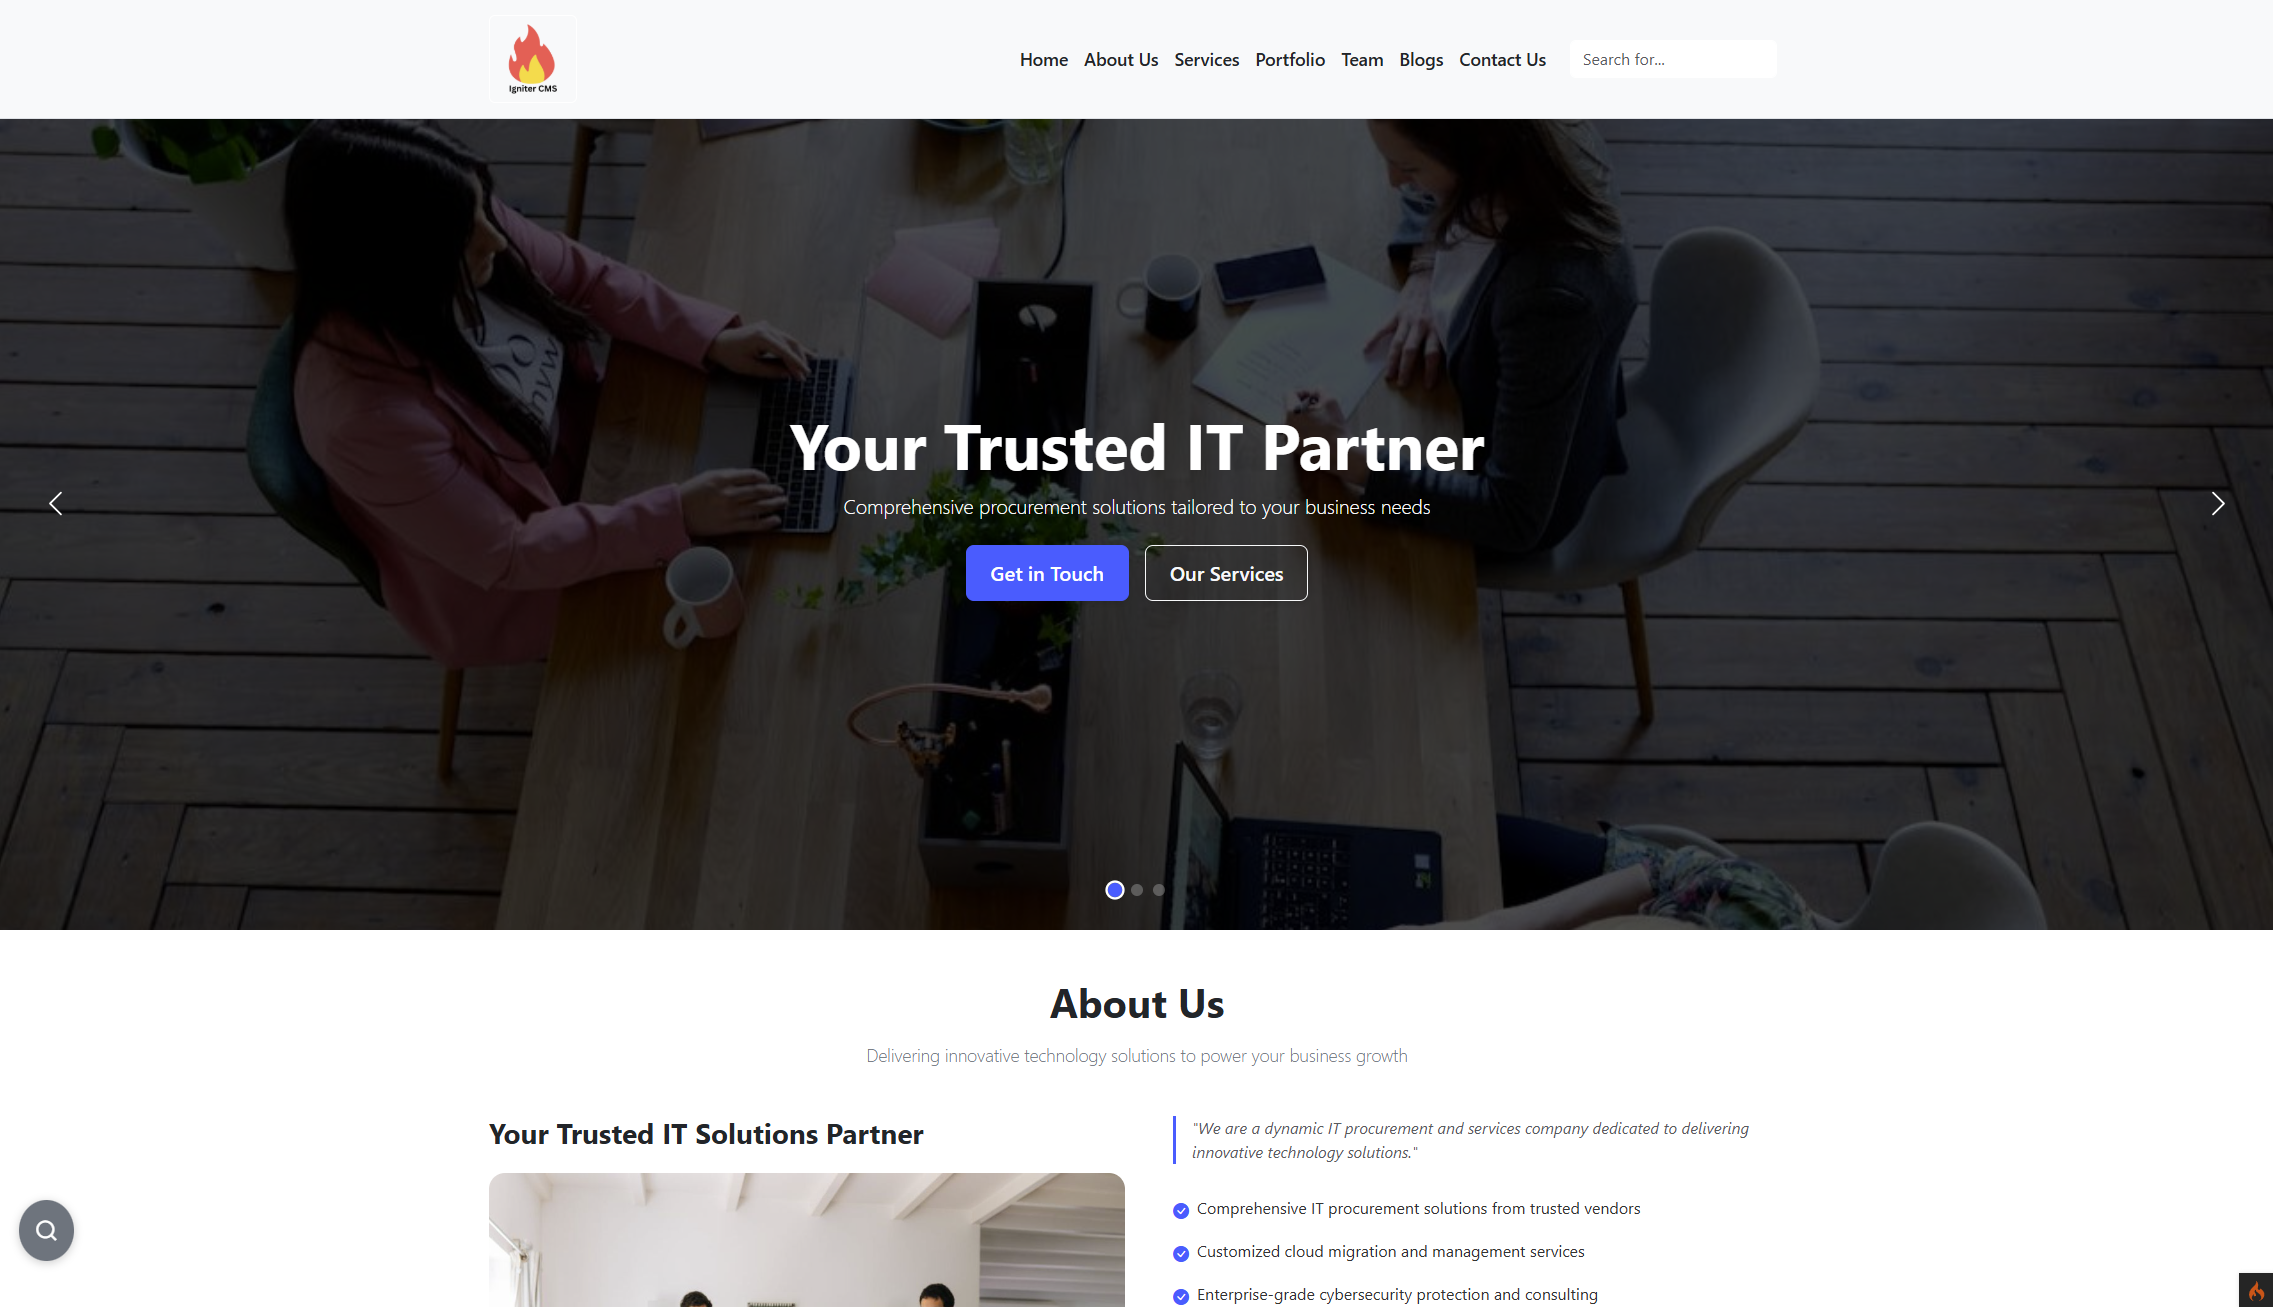 Igniter CMS
Home About Us Services Portfolio Team Blogs Contact Us Search for...
Your Trusted IT Partner
Comprehensive procurement solutions tailored to your business needs
Get in Touch Our Services
About Us
Delivering innovative technology solutions to power your business growth
Your Trusted IT Solutions Partner
"We are a dynamic IT procurement and services company dedicated to delivering
innovative technology solutions."
Comprehensive IT procurement solutions from trusted vendors
Customized cloud migration and management services
Enterprise-grade cybersecurity protection and consulting